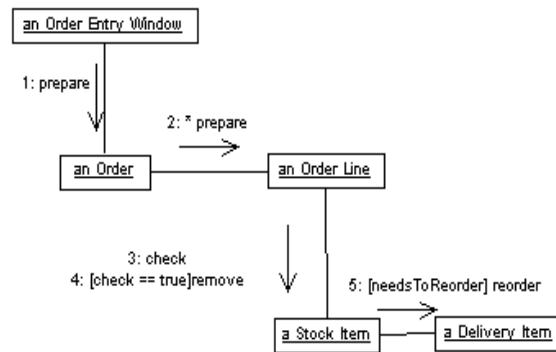 an Order Entry Window
1: prepare
2: * prepare
an Order
an Order Line
3: check
4: [check == true]remove
5: [needsToReorder] reorder
a Stock Item
a Delivery Item